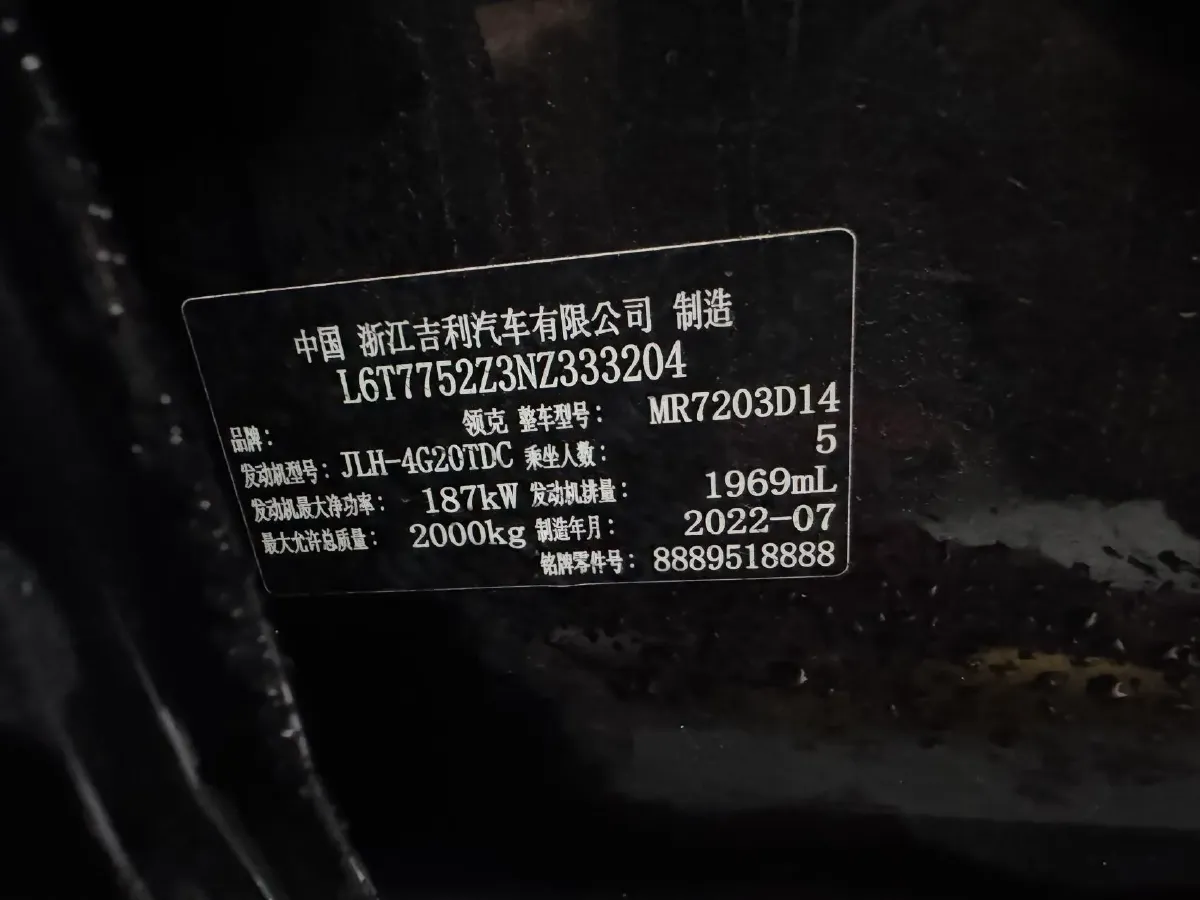 中国 浙江吉利汽车有限公司 制造
L6T7752Z3NZ333204
品牌： 领克 整车型号： MR7203D14
发动机型号：JLH-4G20TDC 乘坐人数： 5
发动机最大净功率： 187kW 发动机排量： 1969mL
最大允许总质量： 2000kg 制造年月： 2022-07
铭牌零件号： 8889518888